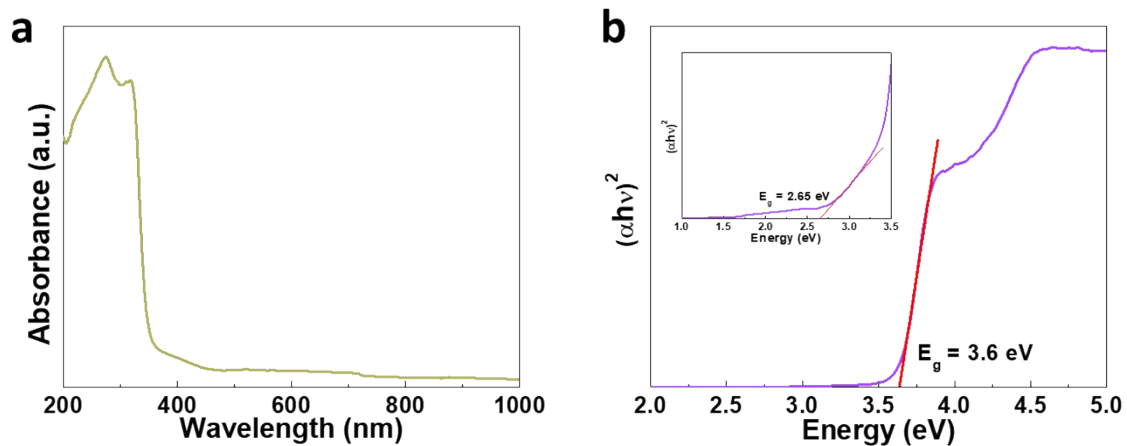 a
Absorbance (a.u.)
200 400 600 800 1000
Wavelength (nm)
b
(αhν)²
(αhν)²
E_g = 2.65 eV
1.0 1.5 2.0 2.5 3.0 3.5
Energy (eV)
E_g = 3.6 eV
2.0 2.5 3.0 3.5 4.0 4.5 5.0
Energy (eV)